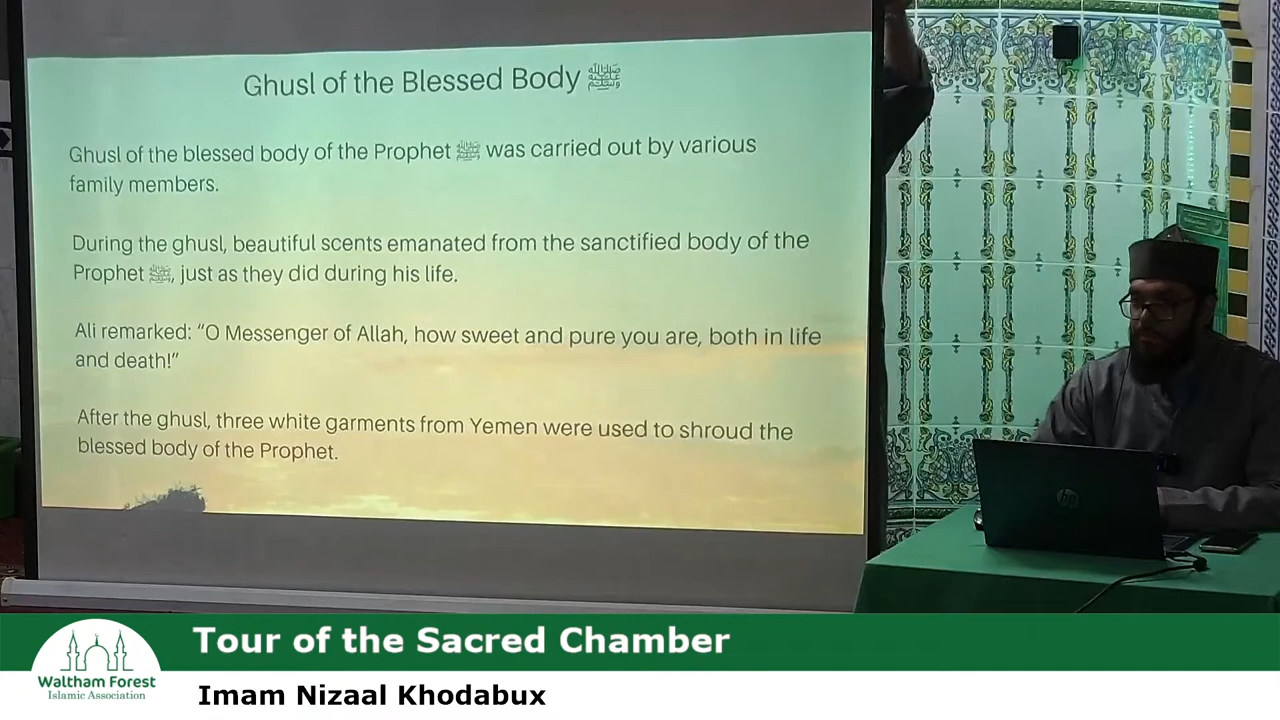 Ghusl of the Blessed Body ﷺ
Ghusl of the blessed body of the Prophet ﷺ was carried out by various
family members.
During the ghusl, beautiful scents emanated from the sanctified body of the
Prophet ﷺ, just as they did during his life.
Ali remarked: “O Messenger of Allah, how sweet and pure you are, both in life
and death!”
After the ghusl, three white garments from Yemen were used to shroud the
blessed body of the Prophet.
hp
Tour of the Sacred Chamber
Waltham Forest
Islamic Association
Imam Nizaal Khodabux